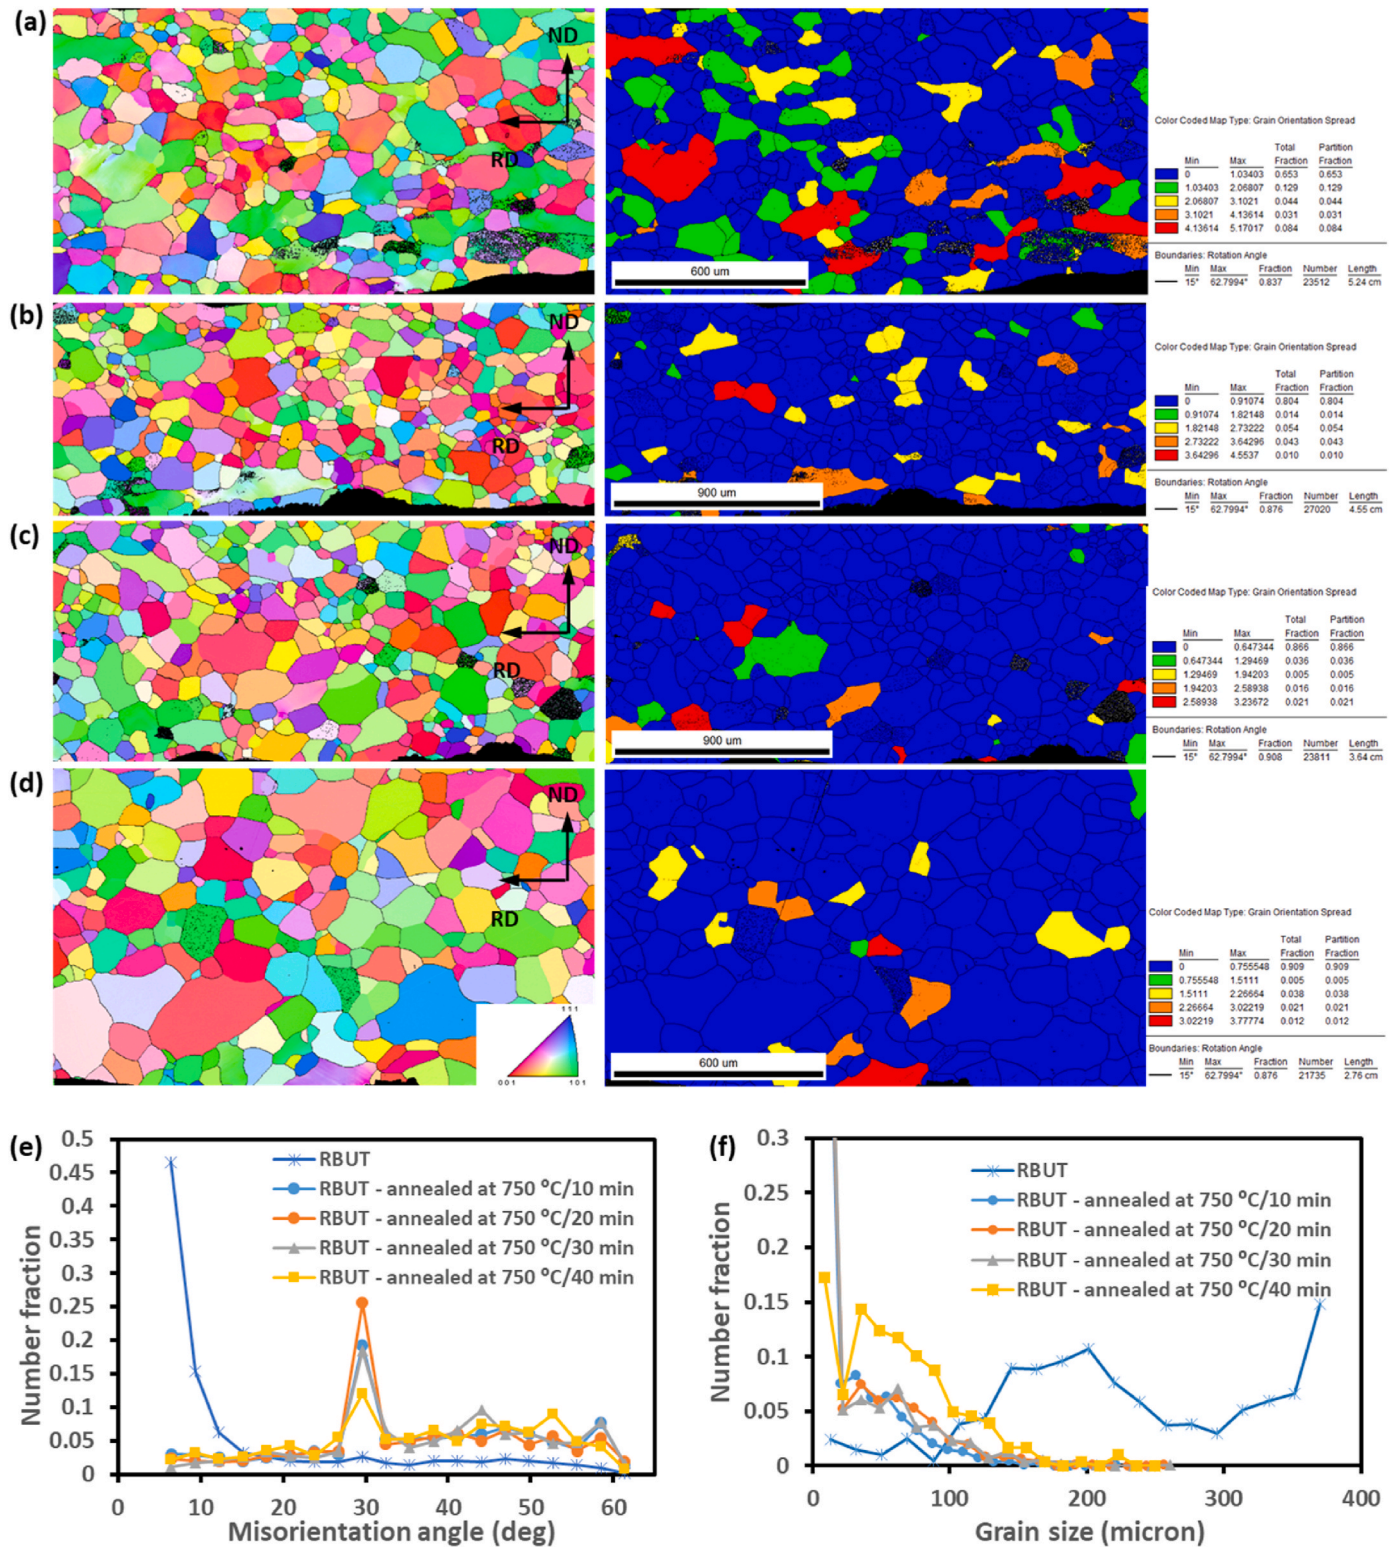 (a)
ND
RD
600 um
Color Coded Map Type: Grain Orientation Spread
Total Partition
Min Max Fraction Fraction
0 1.03403 0.653 0.653
1.03403 2.06807 0.129 0.129
2.06807 3.1021 0.044 0.044
3.1021 4.13614 0.031 0.031
4.13614 5.17017 0.084 0.084
Boundaries: Rotation Angle
Min Max Fraction Number Length
15° 62.7994° 0.837 23512 5.24 cm
(b)
ND
RD
900 um
Color Coded Map Type: Grain Orientation Spread
Total Partition
Min Max Fraction Fraction
0 0.91074 0.804 0.804
0.91074 1.82148 0.014 0.014
1.82148 2.73222 0.054 0.054
2.73222 3.64296 0.043 0.043
3.64296 4.5537 0.010 0.010
Boundaries: Rotation Angle
Min Max Fraction Number Length
15° 62.7994° 0.876 27020 4.55 cm
(c)
ND
RD
900 um
Color Coded Map Type: Grain Orientation Spread
Total Partition
Min Max Fraction Fraction
0 0.647344 0.866 0.866
0.647344 1.29469 0.036 0.036
1.29469 1.94203 0.005 0.005
1.94203 2.58938 0.016 0.016
2.58938 3.23672 0.021 0.021
Boundaries: Rotation Angle
Min Max Fraction Number Length
15° 62.7994° 0.908 23811 3.64 cm
(d)
ND
RD
111
001 101
600 um
Color Coded Map Type: Grain Orientation Spread
Total Partition
Min Max Fraction Fraction
0 0.755548 0.909 0.909
0.755548 1.5111 0.005 0.005
1.5111 2.26664 0.038 0.038
2.26664 3.02219 0.021 0.021
3.02219 3.77774 0.012 0.012
Boundaries: Rotation Angle
Min Max Fraction Number Length
15° 62.7994° 0.876 21735 2.76 cm
(e)
Number fraction
0.5
0.45
0.4
0.35
0.3
0.25
0.2
0.15
0.1
0.05
0
RBUT
RBUT - annealed at 750 °C/10 min
RBUT - annealed at 750 °C/20 min
RBUT - annealed at 750 °C/30 min
RBUT - annealed at 750 °C/40 min
0 10 20 30 40 50 60
Misorientation angle (deg)
(f)
Number fraction
0.3
0.25
0.2
0.15
0.1
0.05
0
RBUT
RBUT - annealed at 750 °C/10 min
RBUT - annealed at 750 °C/20 min
RBUT - annealed at 750 °C/30 min
RBUT - annealed at 750 °C/40 min
0 100 200 300 400
Grain size (micron)